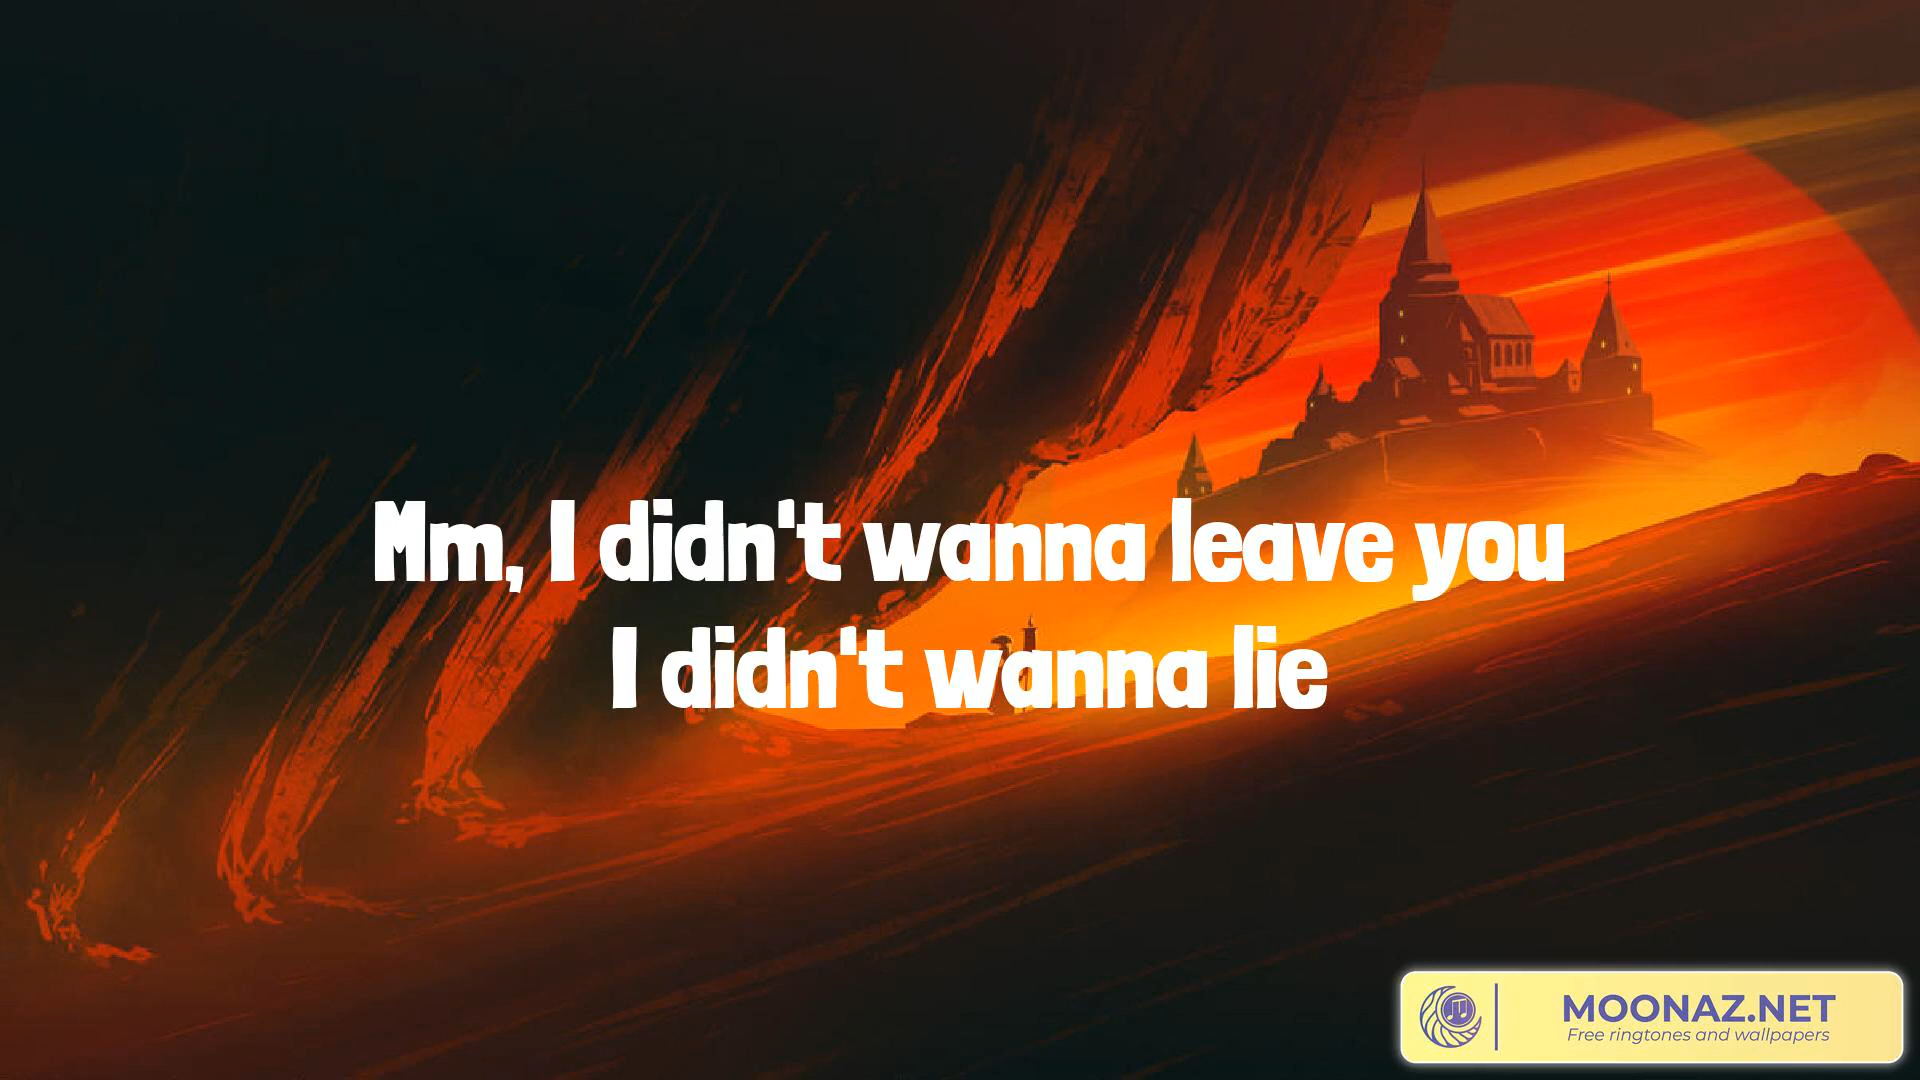 Mm, I didn't wanna leave you
I didn't wanna lie
MOONAZ.NET
Free ringtones and wallpapers